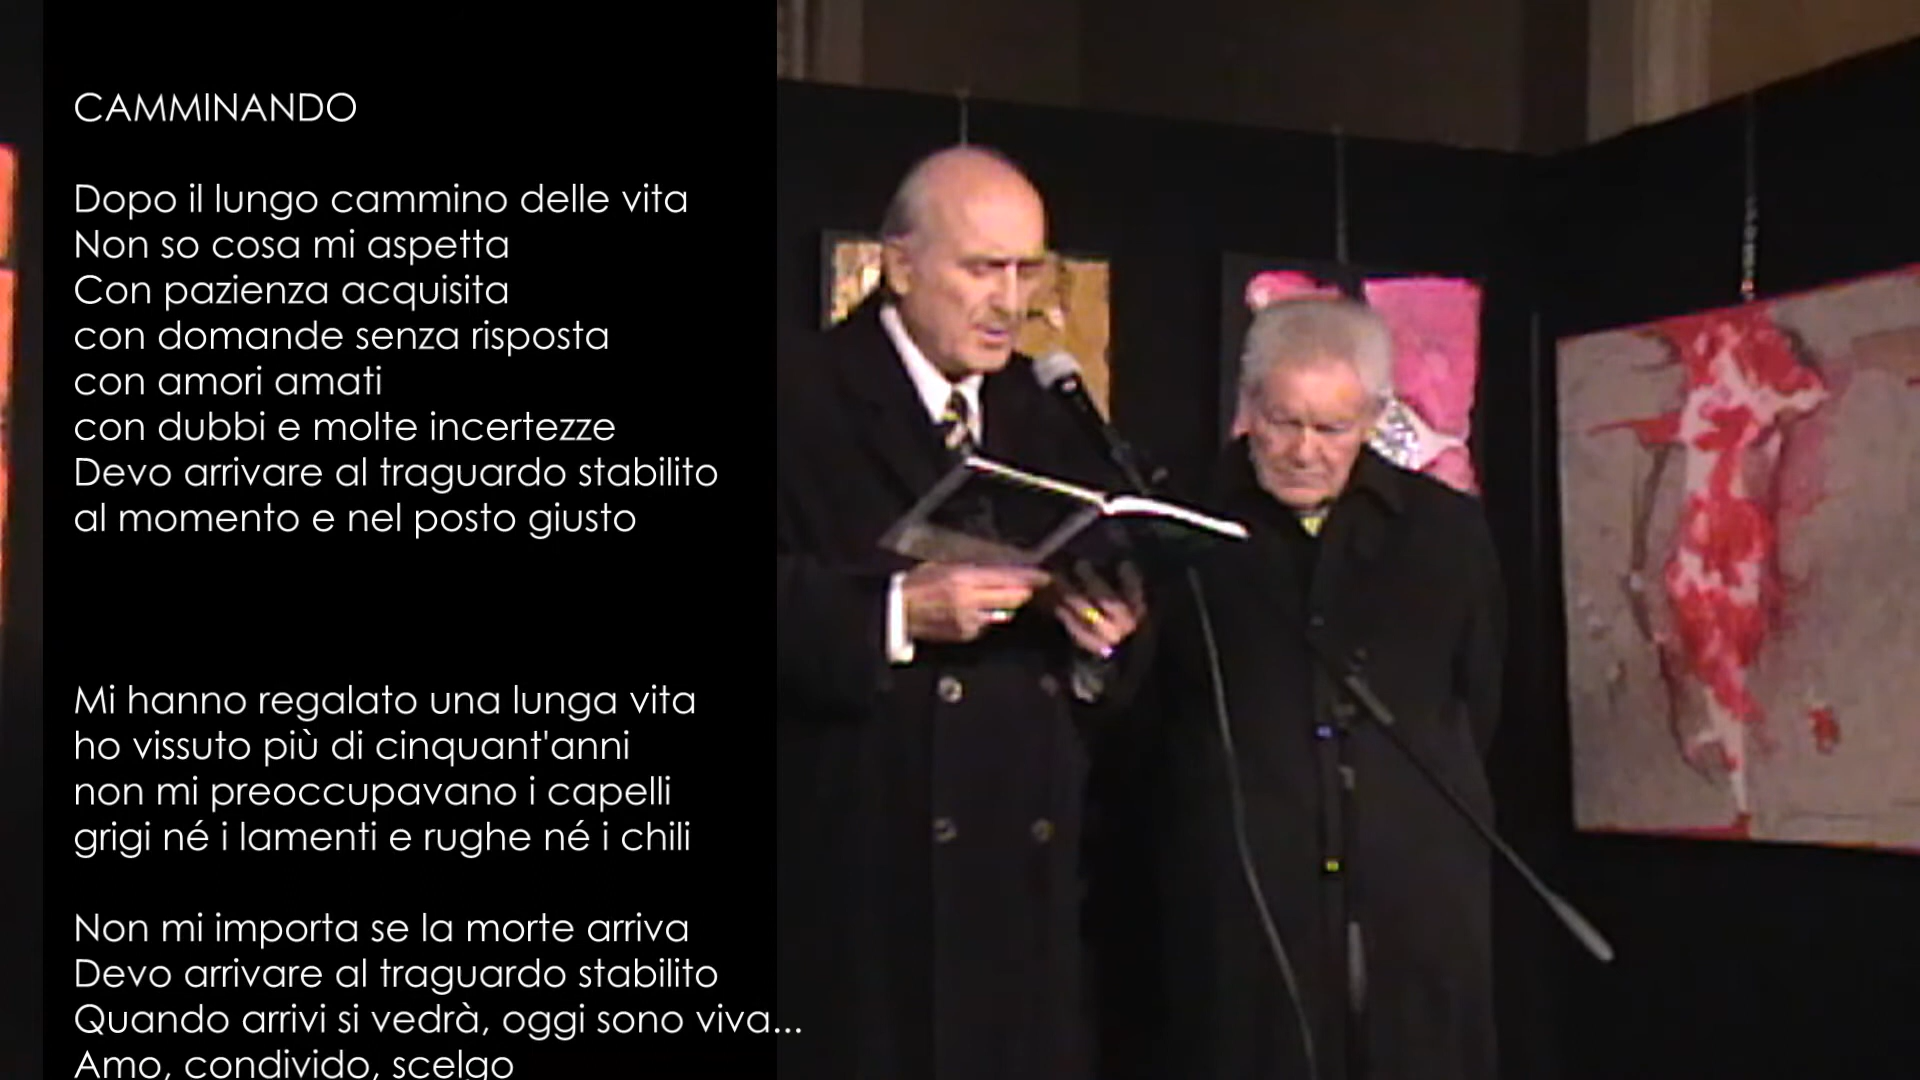 CAMMINANDO
Dopo il lungo cammino delle vita
Non so cosa mi aspetta
Con pazienza acquisita
con domande senza risposta
con amori amati
con dubbi e molte incertezze
Devo arrivare al traguardo stabilito
al momento e nel posto giusto
Mi hanno regalato una lunga vita
ho vissuto più di cinquant'anni
non mi preoccupavano i capelli
grigi né i lamenti e rughe né i chili
Non mi importa se la morte arriva
Devo arrivare al traguardo stabilito
Quando arrivi si vedrà, oggi sono viva...
Amo, condivido, scelgo